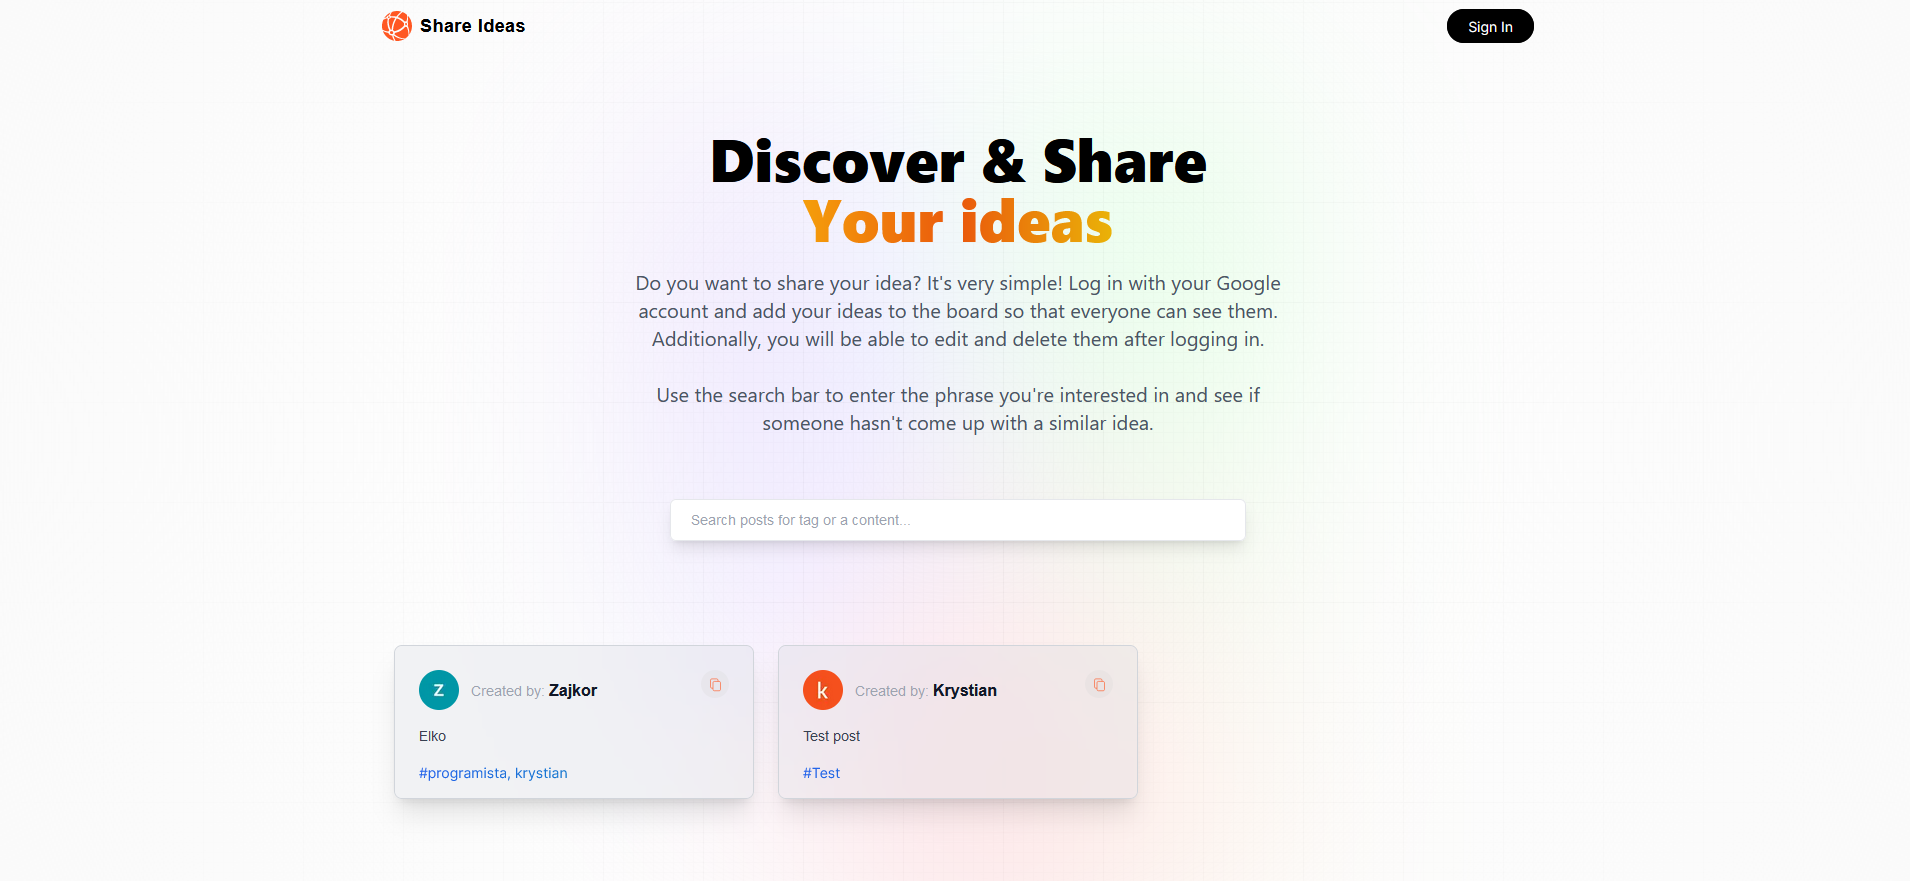 Share Ideas
Sign In
Discover & Share
Your ideas
Do you want to share your idea? It's very simple! Log in with your Google
account and add your ideas to the board so that everyone can see them.
Additionally, you will be able to edit and delete them after logging in.
Use the search bar to enter the phrase you're interested in and see if
someone hasn't come up with a similar idea.
Search posts for tag or a content...
Z
Created by: Zajkor
Elko
#programista, krystian
k
Created by: Krystian
Test post
#Test